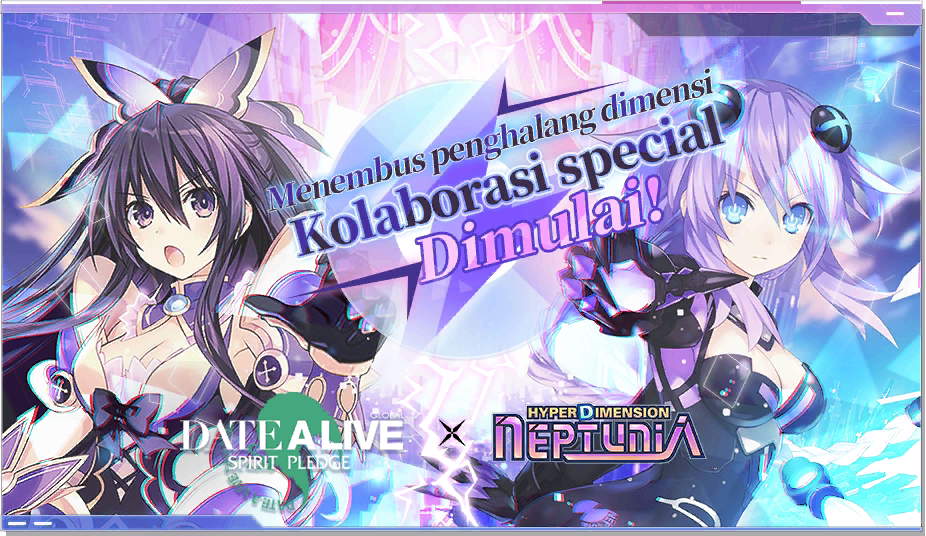 Menembus penghalang dimensi
Kolaborasi special
Dimulai!
GLOBAL
DATE A LIVE
SPIRIT PLEDGE
HYPER DIMENSION
NEPTUNIA